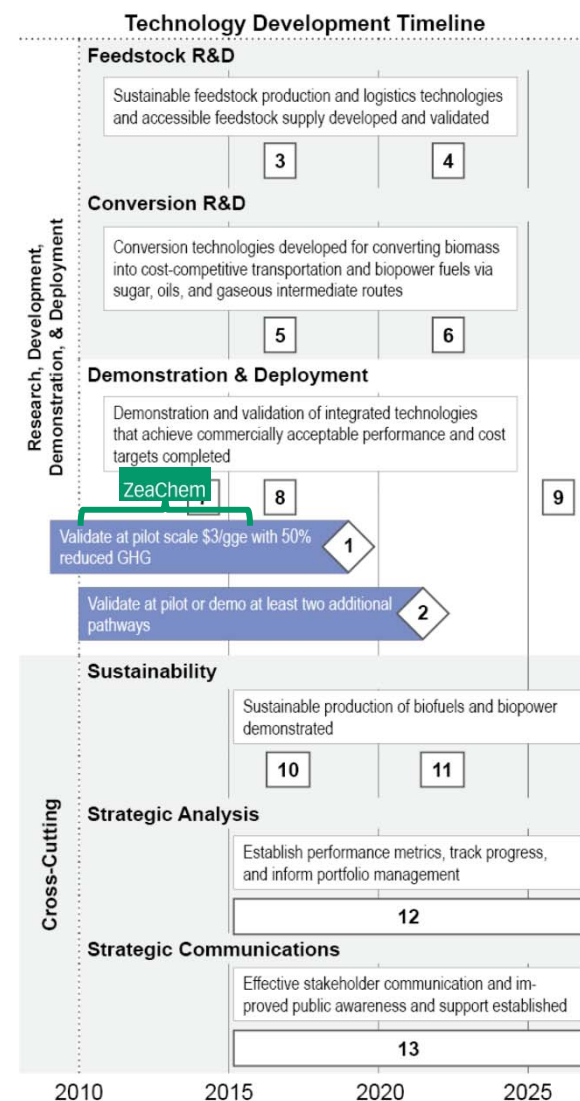 Technology Development Timeline
Research, Development,
Demonstration, & Deployment
Feedstock R&D
Sustainable feedstock production and logistics technologies
and accessible feedstock supply developed and validated
3
4
Conversion R&D
Conversion technologies developed for converting biomass
into cost-competitive transportation and biopower fuels via
sugar, oils, and gaseous intermediate routes
5
6
Demonstration & Deployment
Demonstration and validation of integrated technologies
that achieve commercially acceptable performance and cost
targets completed
ZeaChem
8
9
Validate at pilot scale $3/gge with 50%
reduced GHG
1
Validate at pilot or demo at least two additional
pathways
2
Cross-Cutting
Sustainability
Sustainable production of biofuels and biopower
demonstrated
10
11
Strategic Analysis
Establish performance metrics, track progress,
and inform portfolio management
12
Strategic Communications
Effective stakeholder communication and im-
proved public awareness and support established
13
2010
2015
2020
2025